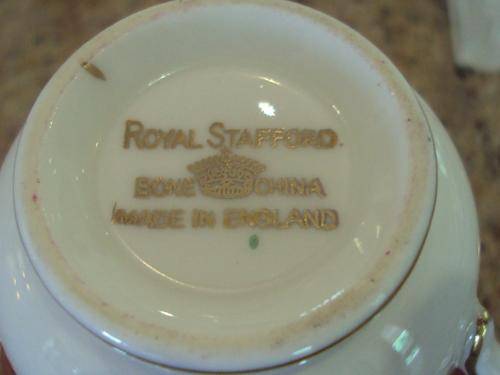 ROYAL STAFFORD
BONE CHINA
MADE IN ENGLAND